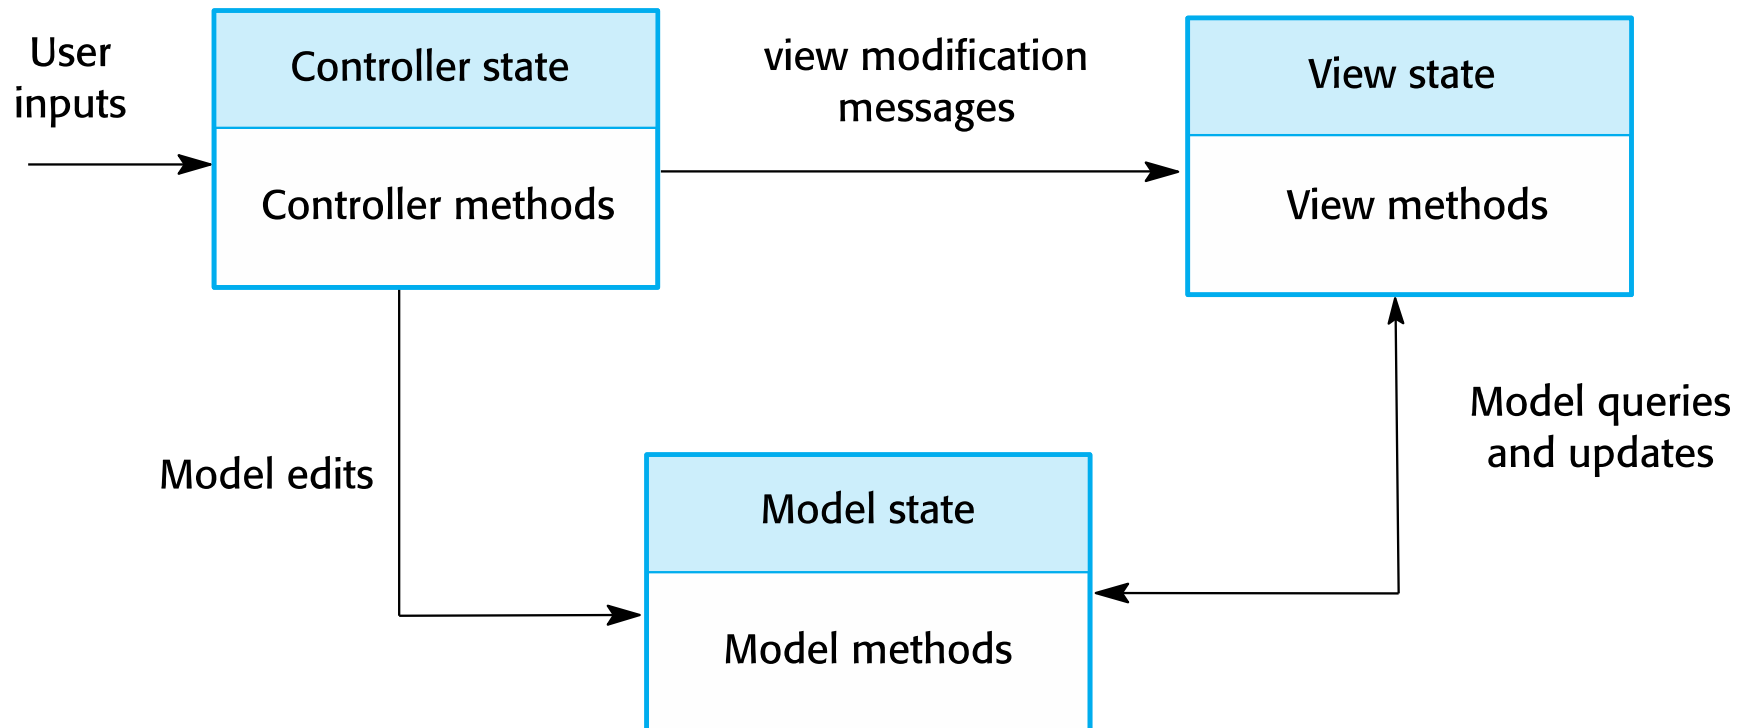 User
inputs
Controller state
Controller methods
view modification
messages
View state
View methods
Model edits
Model state
Model methods
Model queries
and updates